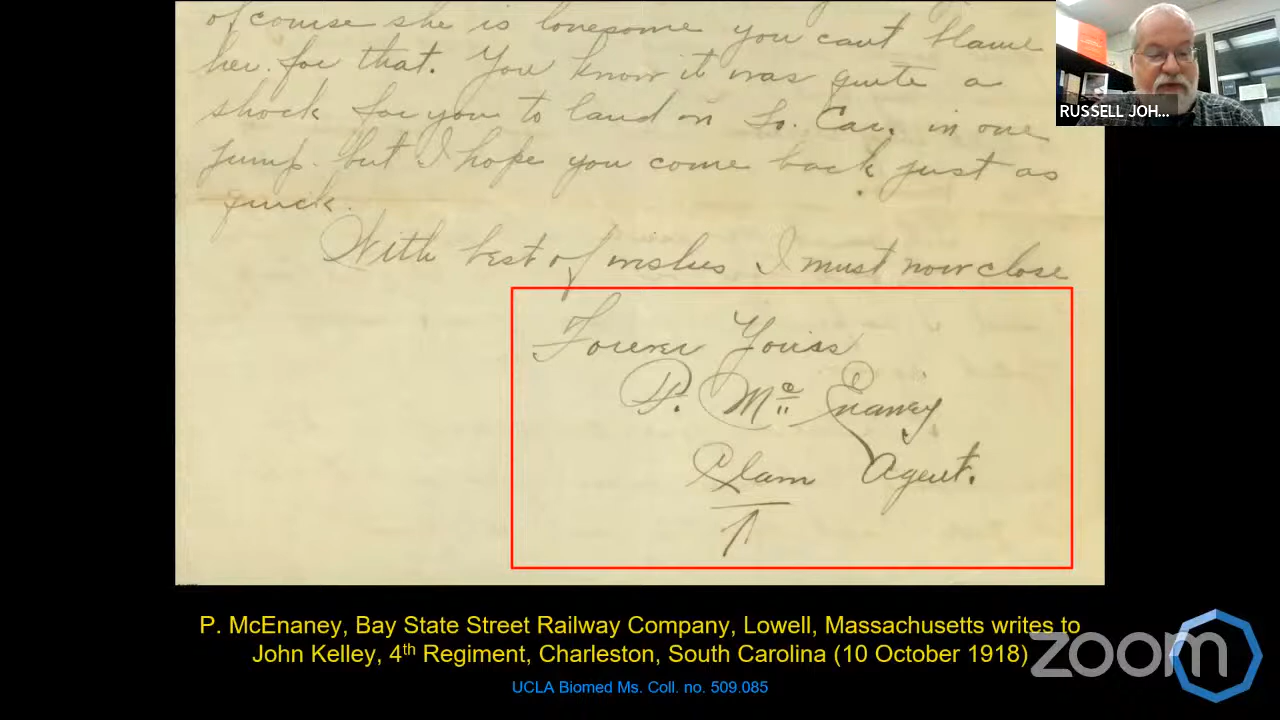 of course she is lonesome you cant blame
her. for that. You know it was quite a
shock for you to land in So. Car. in one
jump. but I hope you come back just as
quick.
With best of wishes I must now close
Forever Yours
P. Mc Enaney
Agent.
RUSSELL JOH...
P. McEnaney, Bay State Street Railway Company, Lowell, Massachusetts writes to
John Kelley, 4th Regiment, Charleston, South Carolina (10 October 1918)
UCLA Biomed Ms. Coll. no. 509.085
zoom